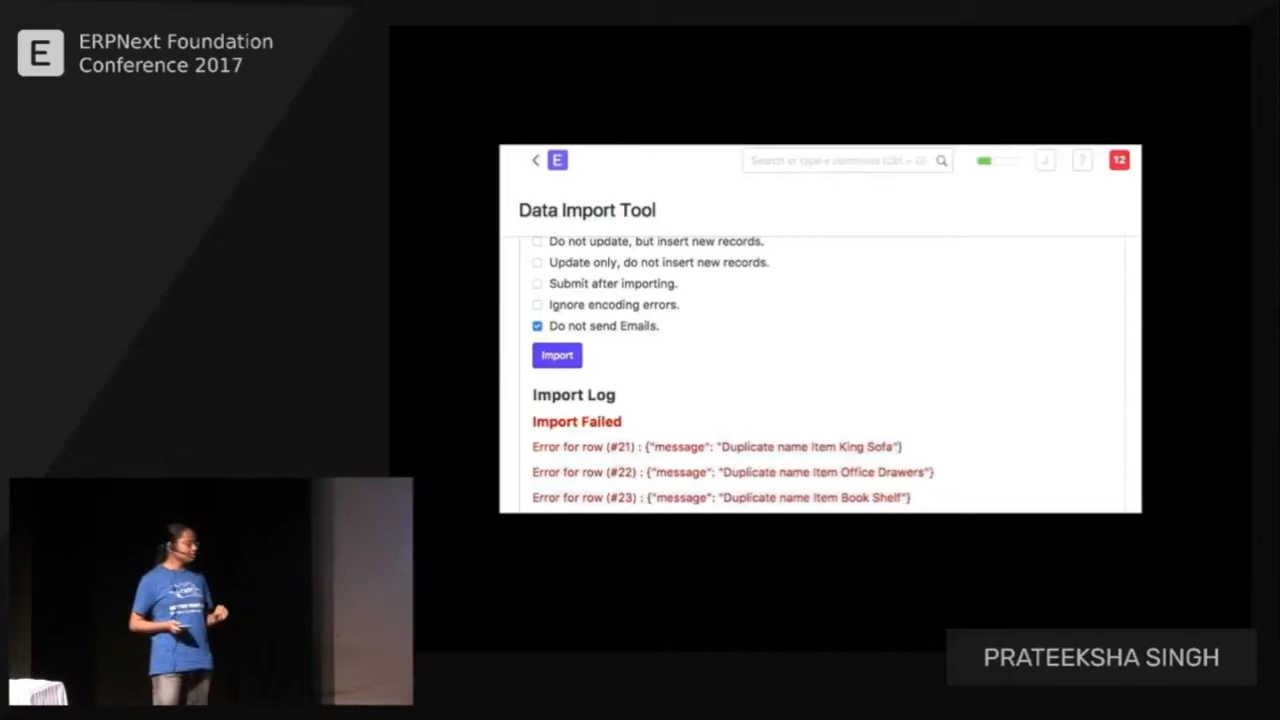 E
ERPNext Foundation
Conference 2017
E
12
Data Import Tool
Do not update, but insert new records.
Update only, do not insert new records.
Submit after importing.
Ignore encoding errors.
Do not send Emails.
Import
Import Log
Import Failed
Error for row (#21) : {"message": "Duplicate name Item King Sofa"}
Error for row (#22) : {"message": "Duplicate name Item Office Drawers"}
Error for row (#23) : {"message": "Duplicate name Item Book Shelf"}
PRATEEKSHA SINGH